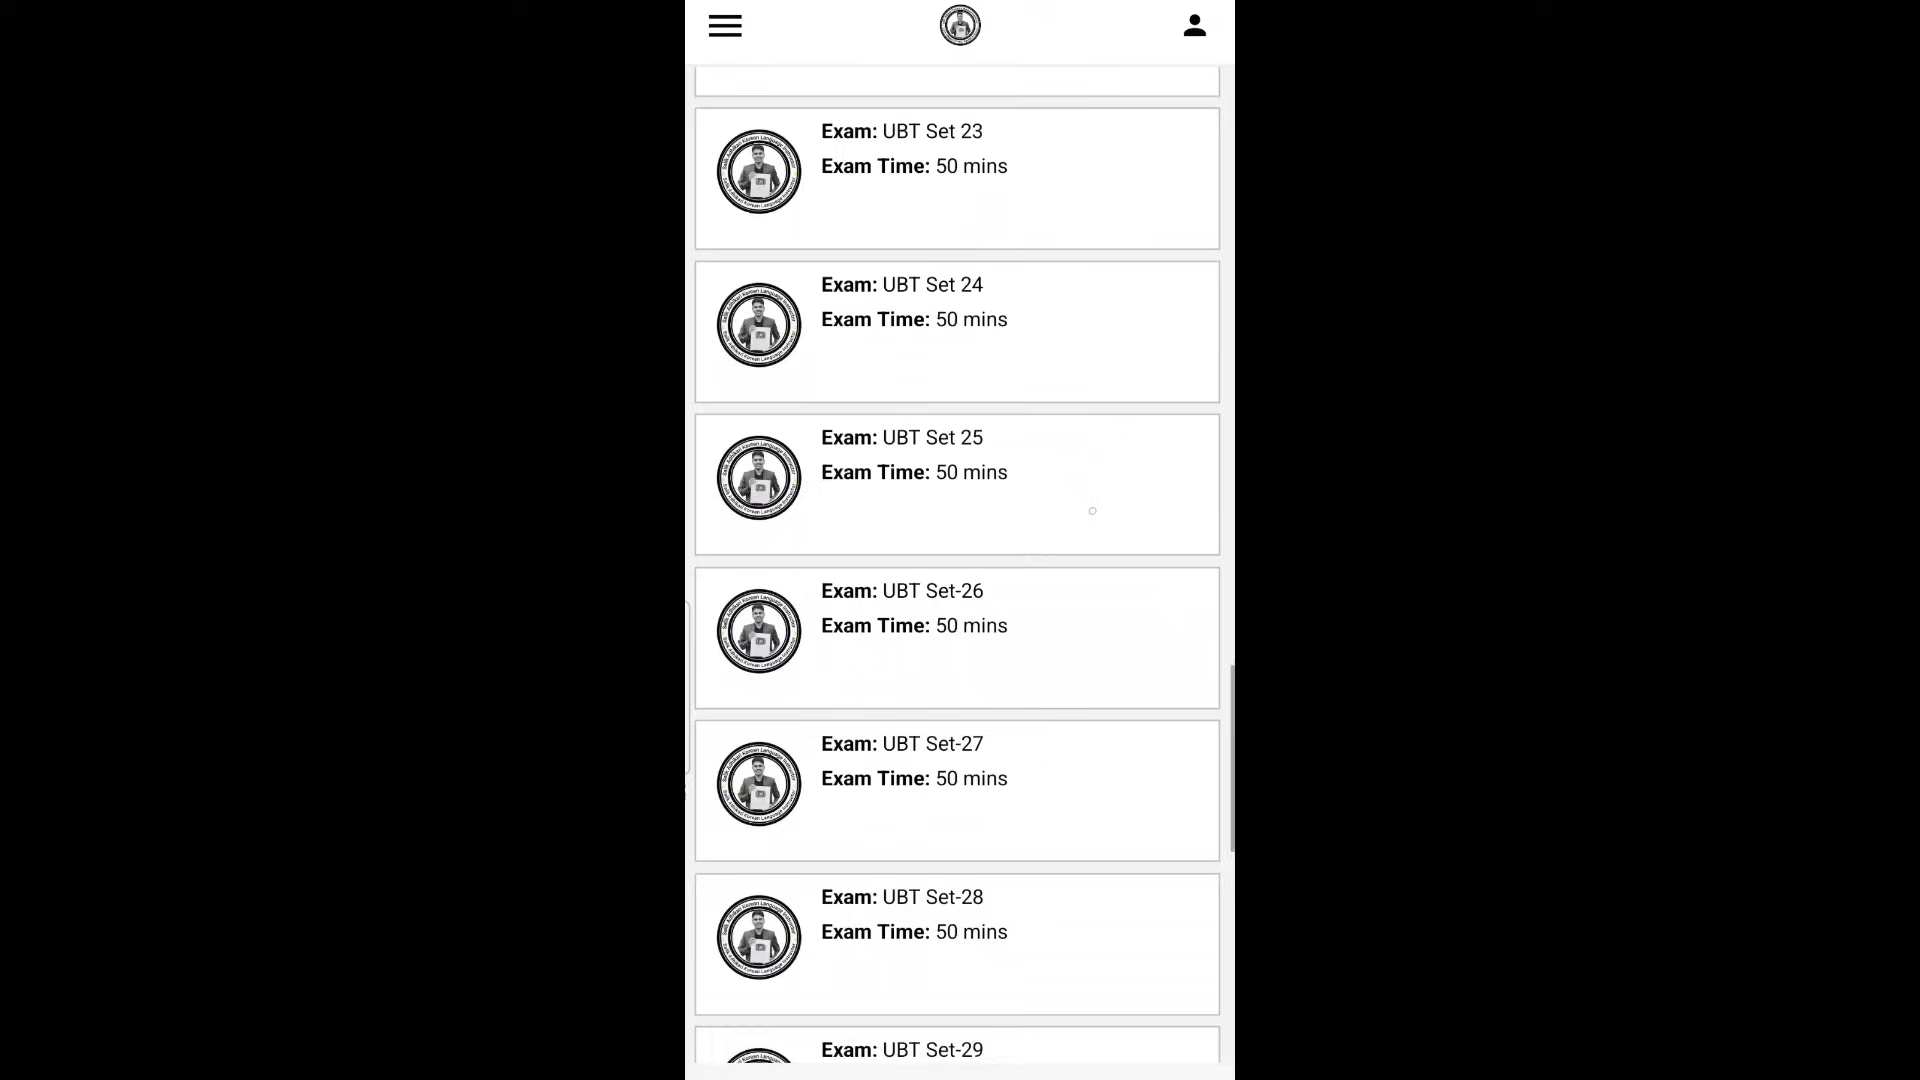 Exam: UBT Set 23
Exam Time: 50 mins
Exam: UBT Set 24
Exam Time: 50 mins
Exam: UBT Set 25
Exam Time: 50 mins
Exam: UBT Set-26
Exam Time: 50 mins
Exam: UBT Set-27
Exam Time: 50 mins
Exam: UBT Set-28
Exam Time: 50 mins
Exam: UBT Set-29